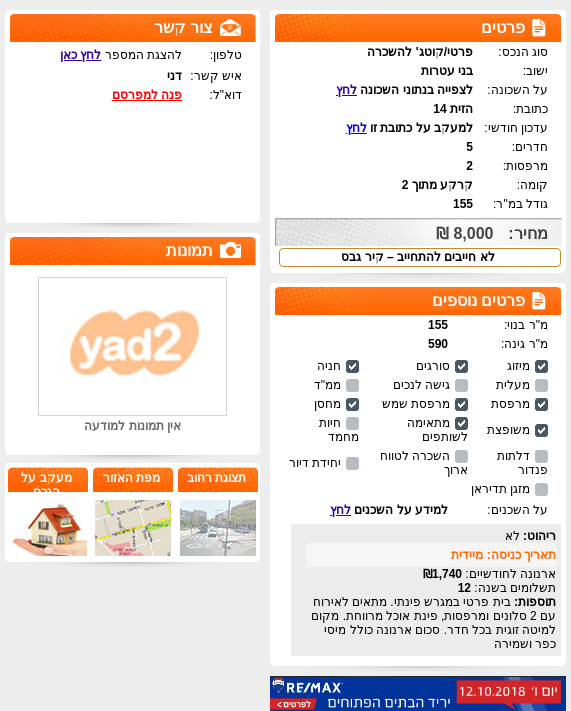 פרטים
סוג הנכס: פרטי/קוטג' להשכרה
ישוב: בני עטרות
על השכונה: לצפייה בנתוני השכונה לחץ
כתובת: הזית 14
עדכון חודשי: למעקב על כתובת זו לחץ
חדרים: 5
מרפסות: 2
קומה: קרקע מתוך 2
גודל במ"ר: 155
מחיר: 8,000 ₪
לא חייבים להתחייב – קיר גבס
פרטים נוספים
מ"ר בנוי: 155
מ"ר גינה: 590
מיזוג סורגים חניה
מעלית גישה לנכים ממ"ד
מרפסת מרפסת שמש מחסן
משופצת מתאימה לשותפים חיות מחמד
דלתות פנדור השכרה לטווח ארוך יחידת דיור
מזגן תדיראן
על השכנים: למידע על השכנים לחץ
ריהוט: לא
תאריך כניסה: מיידית
ארנונה לחודשיים: 1,740₪
תשלומים בשנה: 12
תוספות: בית פרטי במגרש פינתי. מתאים לאירוח
עם 2 סלונים ומרפסות, פינת אוכל מרווחת. מקום
למיטה זוגית בכל חדר. סכום ארנונה כולל מיסי
כפר ושמירה
יום ו' 12.10.2018
יריד הבתים הפתוחים
RE/MAX
לפרטים >
צור קשר
טלפון: להצגת המספר לחץ כאן
איש קשר: דני
דוא"ל: פנה למפרסם
תמונות
yad2
אין תמונות למודעה
תצוגת רחוב
מפת האזור
מעקב על
הנכס